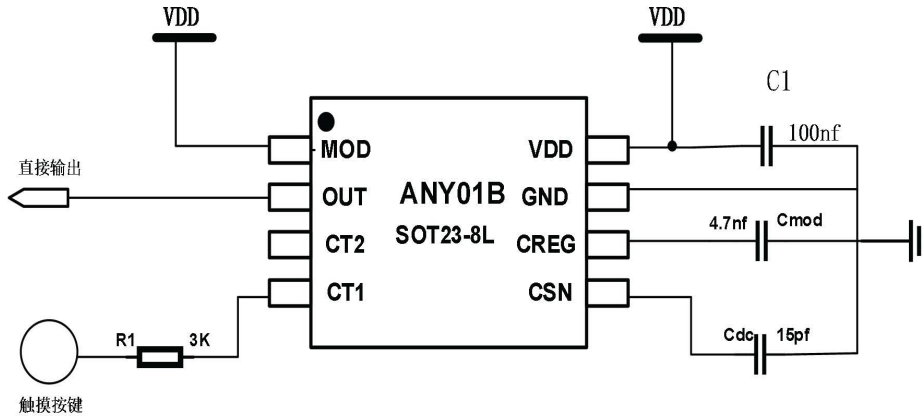 VDD
VDD
C1
100nf
MOD
VDD
直接输出
OUT
ANY01B
GND
CT2
SOT23-8L
CREG
4.7nf
Cmod
CT1
CSN
R1
3K
Cdc
15pf
触摸按键